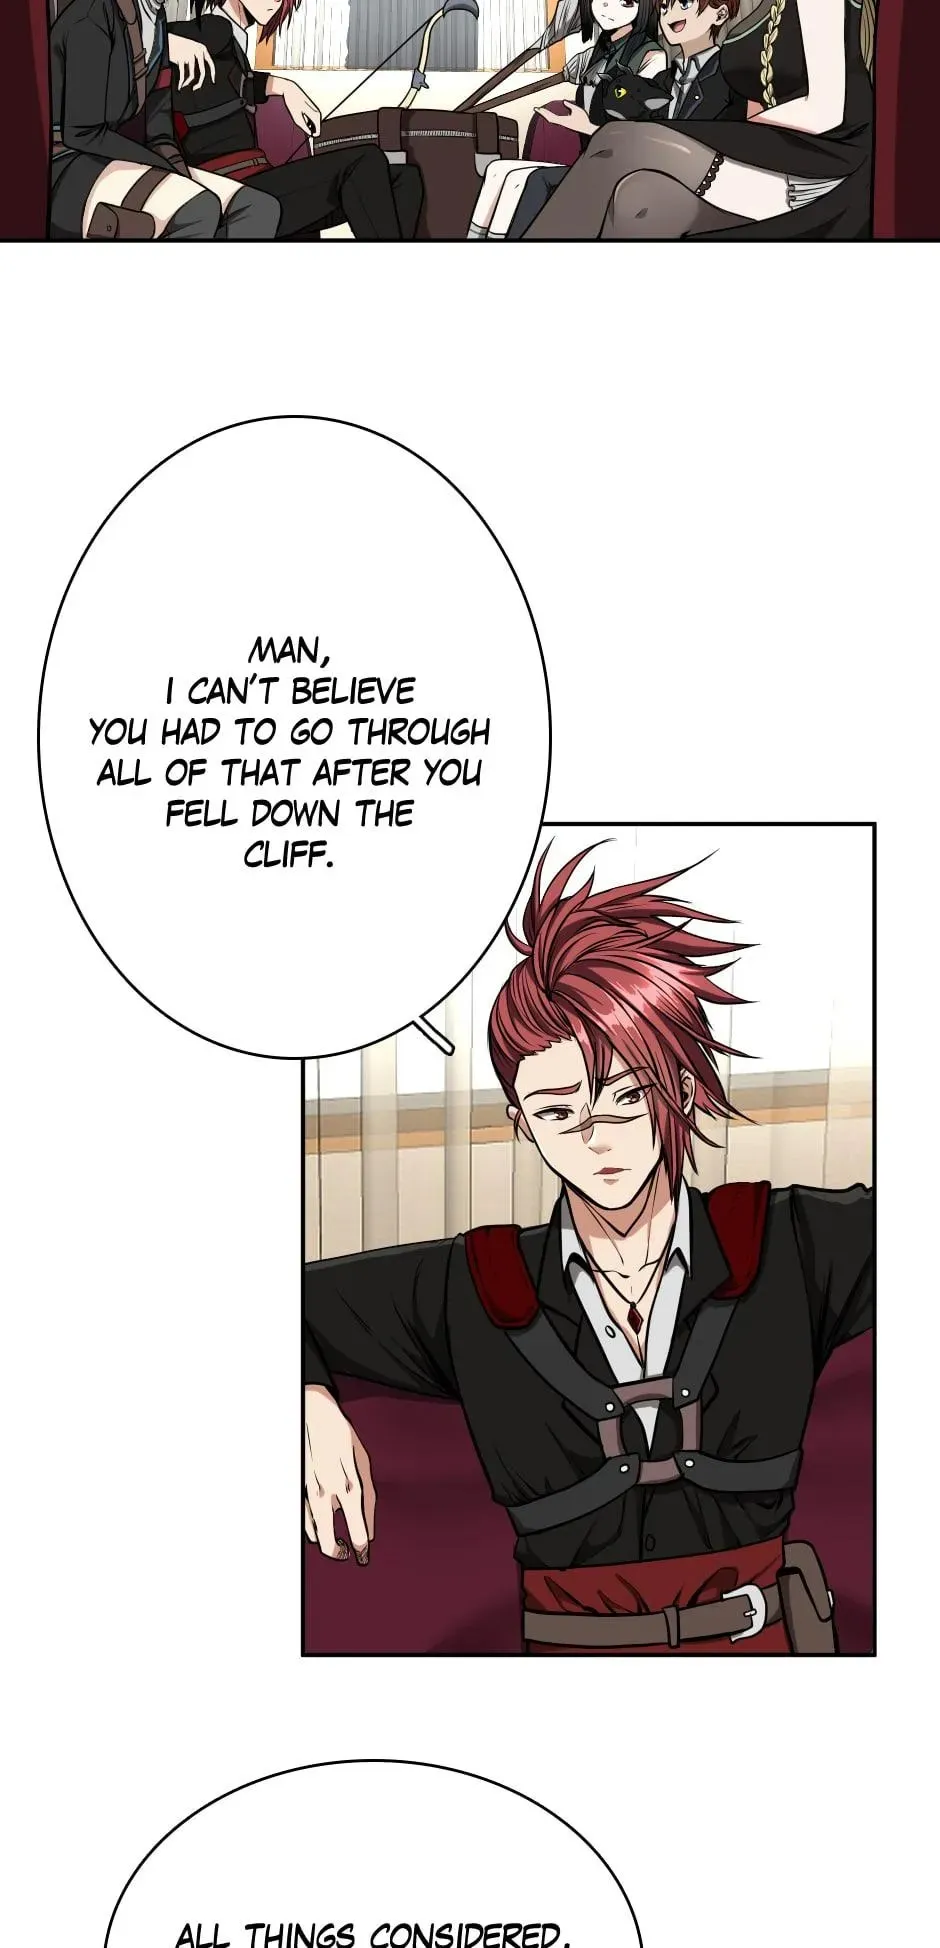 MAN,
I CAN'T BELIEVE
YOU HAD TO GO THROUGH
ALL OF THAT AFTER YOU
FELL DOWN THE
CLIFF.
ALL THINGS CONSIDERED,